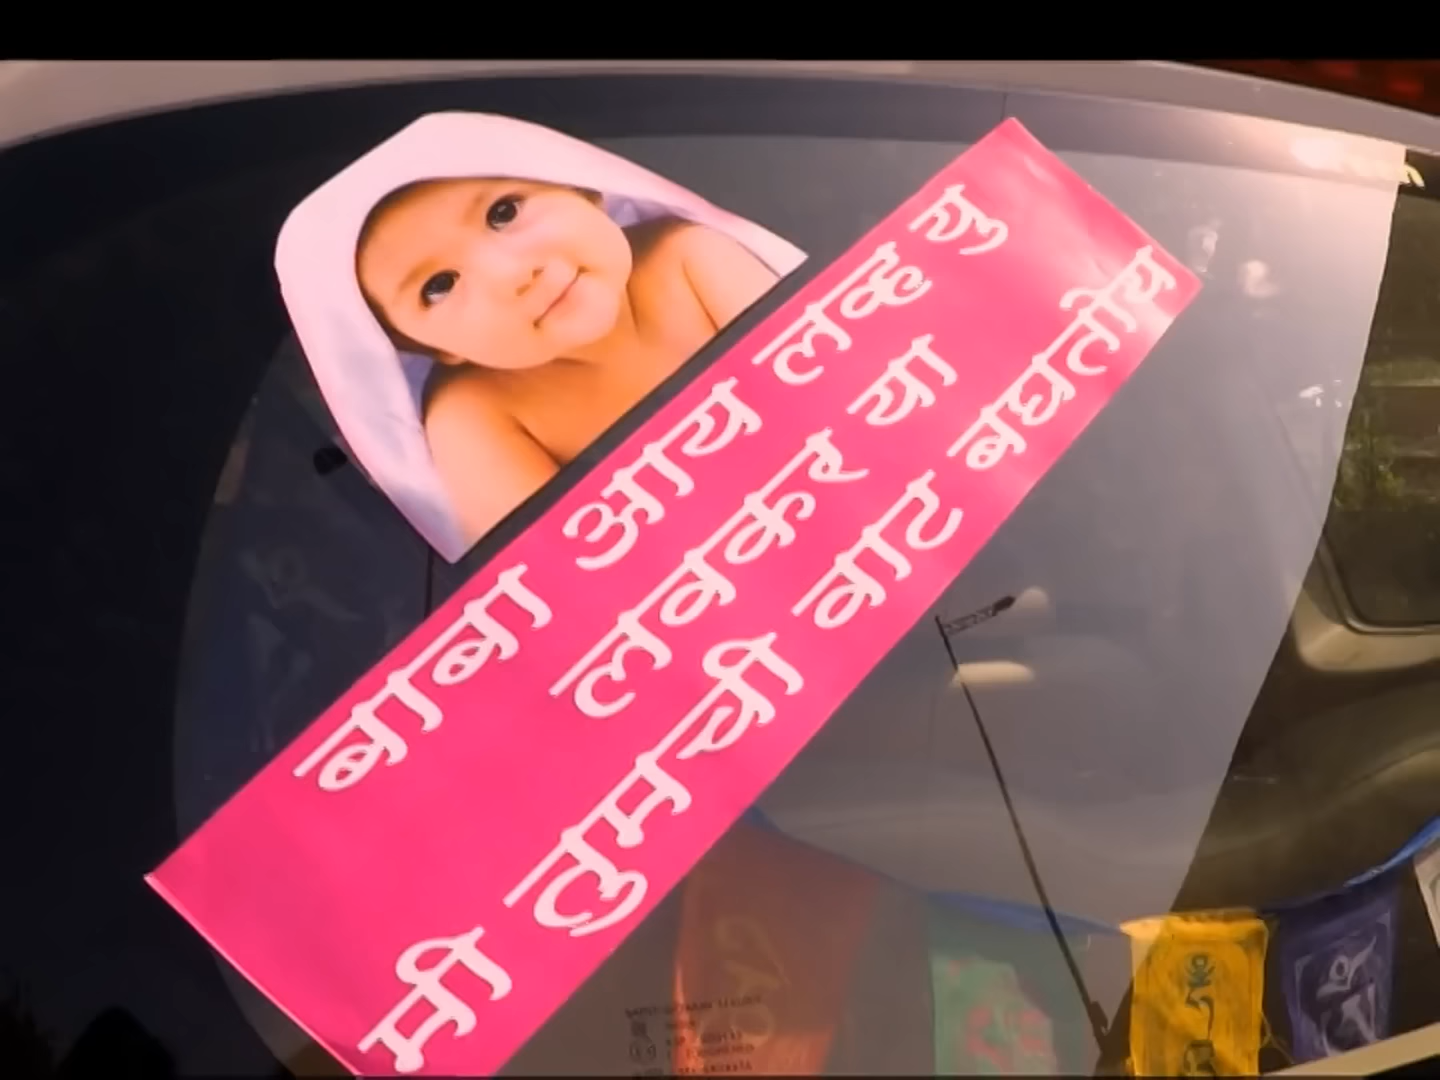 बाबा आय लव्ह यु
लवकर या
मी तुमची वाट बघतोय